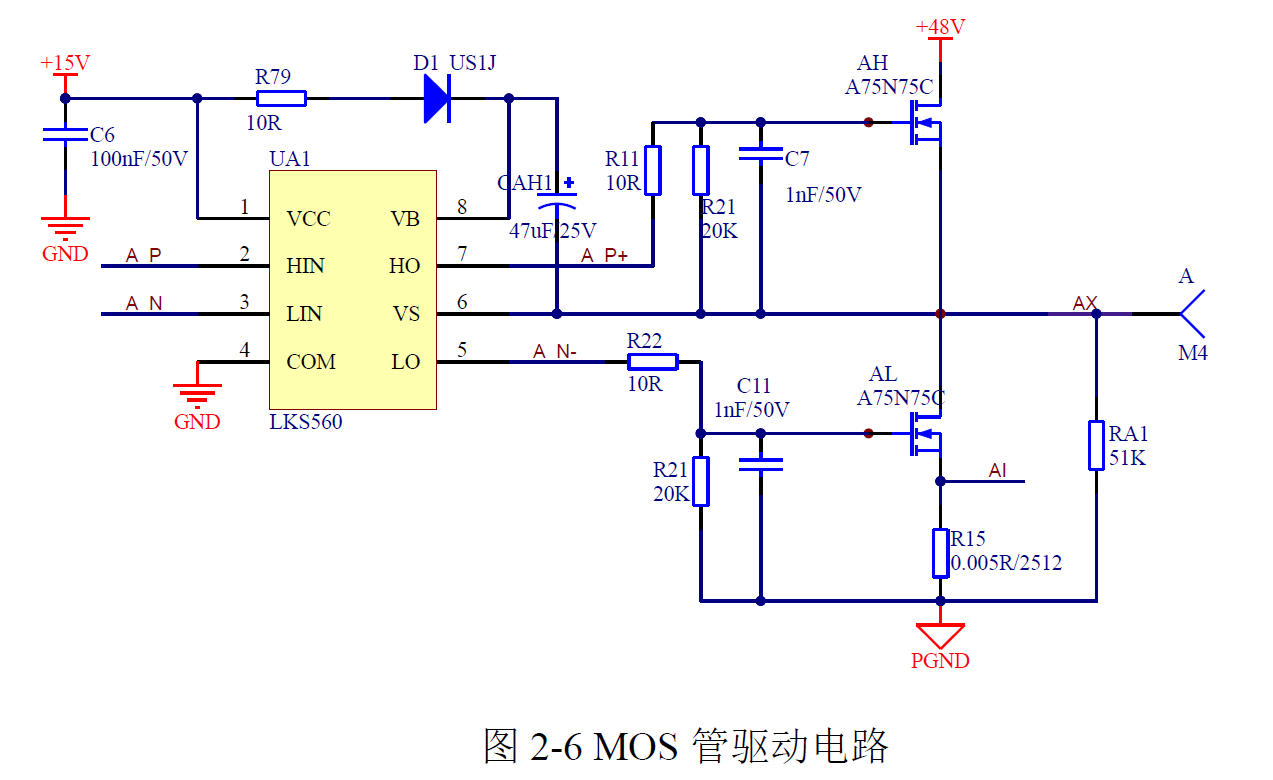 +48V
+15V
D1 US1J
AH
R79
A75N75C
10R
C6
100nF/50V
UA1
R11
10R
C7
CAH1
+
1nF/50V
R21
20K
1 VCC VB 8
47uF/25V
GND
A P
2 HIN HO 7
A P+
A
A N
3 LIN VS 6
AX
M4
4 COM LO 5
A N-
R22
10R
C11
1nF/50V
AL
A75N75C
GND
LKS560
RA1
51K
R21
20K
AI
R15
0.005R/2512
PGND
图 2-6 MOS 管驱动电路